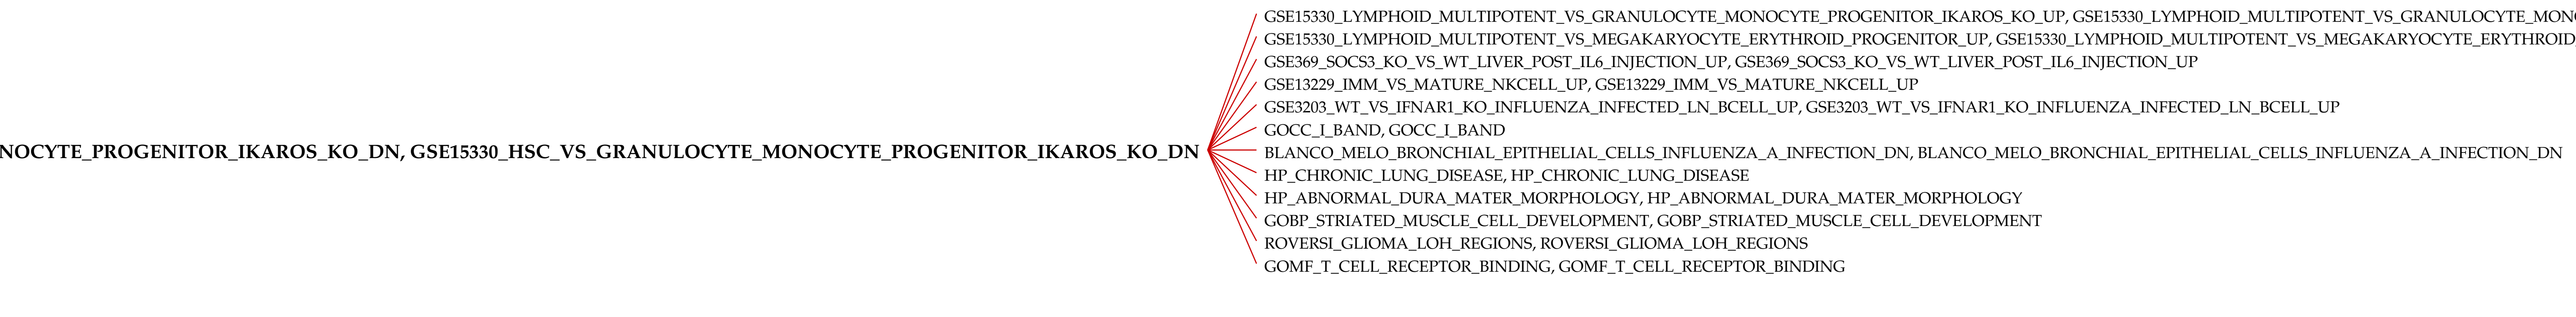 GSE15330_LYMPHOID_MULTIPOTENT_VS_GRANULOCYTE_MONOCYTE_PROGENITOR_IKAROS_KO_UP, GSE15330_LYMPHOID_MULTIPOTENT_VS_GRANULOCYTE_MONO
GSE15330_LYMPHOID_MULTIPOTENT_VS_MEGAKARYOCYTE_ERYTHROID_PROGENITOR_UP, GSE15330_LYMPHOID_MULTIPOTENT_VS_MEGAKARYOCYTE_ERYTHROID_
GSE369_SOCS3_KO_VS_WT_LIVER_POST_IL6_INJECTION_UP, GSE369_SOCS3_KO_VS_WT_LIVER_POST_IL6_INJECTION_UP
GSE13229_IMM_VS_MATURE_NKCELL_UP, GSE13229_IMM_VS_MATURE_NKCELL_UP
GSE3203_WT_VS_IFNAR1_KO_INFLUENZA_INFECTED_LN_BCELL_UP, GSE3203_WT_VS_IFNAR1_KO_INFLUENZA_INFECTED_LN_BCELL_UP
GOCC_I_BAND, GOCC_I_BAND
NOCYTE_PROGENITOR_IKAROS_KO_DN, GSE15330_HSC_VS_GRANULOCYTE_MONOCYTE_PROGENITOR_IKAROS_KO_DN
BLANCO_MELO_BRONCHIAL_EPITHELIAL_CELLS_INFLUENZA_A_INFECTION_DN, BLANCO_MELO_BRONCHIAL_EPITHELIAL_CELLS_INFLUENZA_A_INFECTION_DN
HP_CHRONIC_LUNG_DISEASE, HP_CHRONIC_LUNG_DISEASE
HP_ABNORMAL_DURA_MATER_MORPHOLOGY, HP_ABNORMAL_DURA_MATER_MORPHOLOGY
GOBP_STRIATED_MUSCLE_CELL_DEVELOPMENT, GOBP_STRIATED_MUSCLE_CELL_DEVELOPMENT
ROVERSI_GLIOMA_LOH_REGIONS, ROVERSI_GLIOMA_LOH_REGIONS
GOMF_T_CELL_RECEPTOR_BINDING, GOMF_T_CELL_RECEPTOR_BINDING